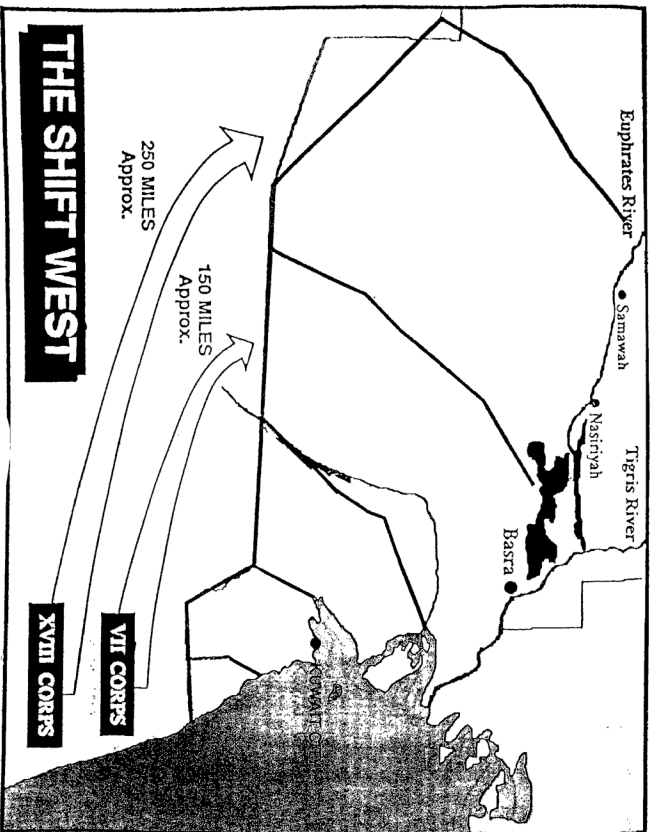 Euphrates River
Tigris River
Samawah
Nasiriyah
Basra
150 MILES
Approx.
250 MILES
Approx.
VII CORPS
XVIII CORPS
THE SHIFT WEST